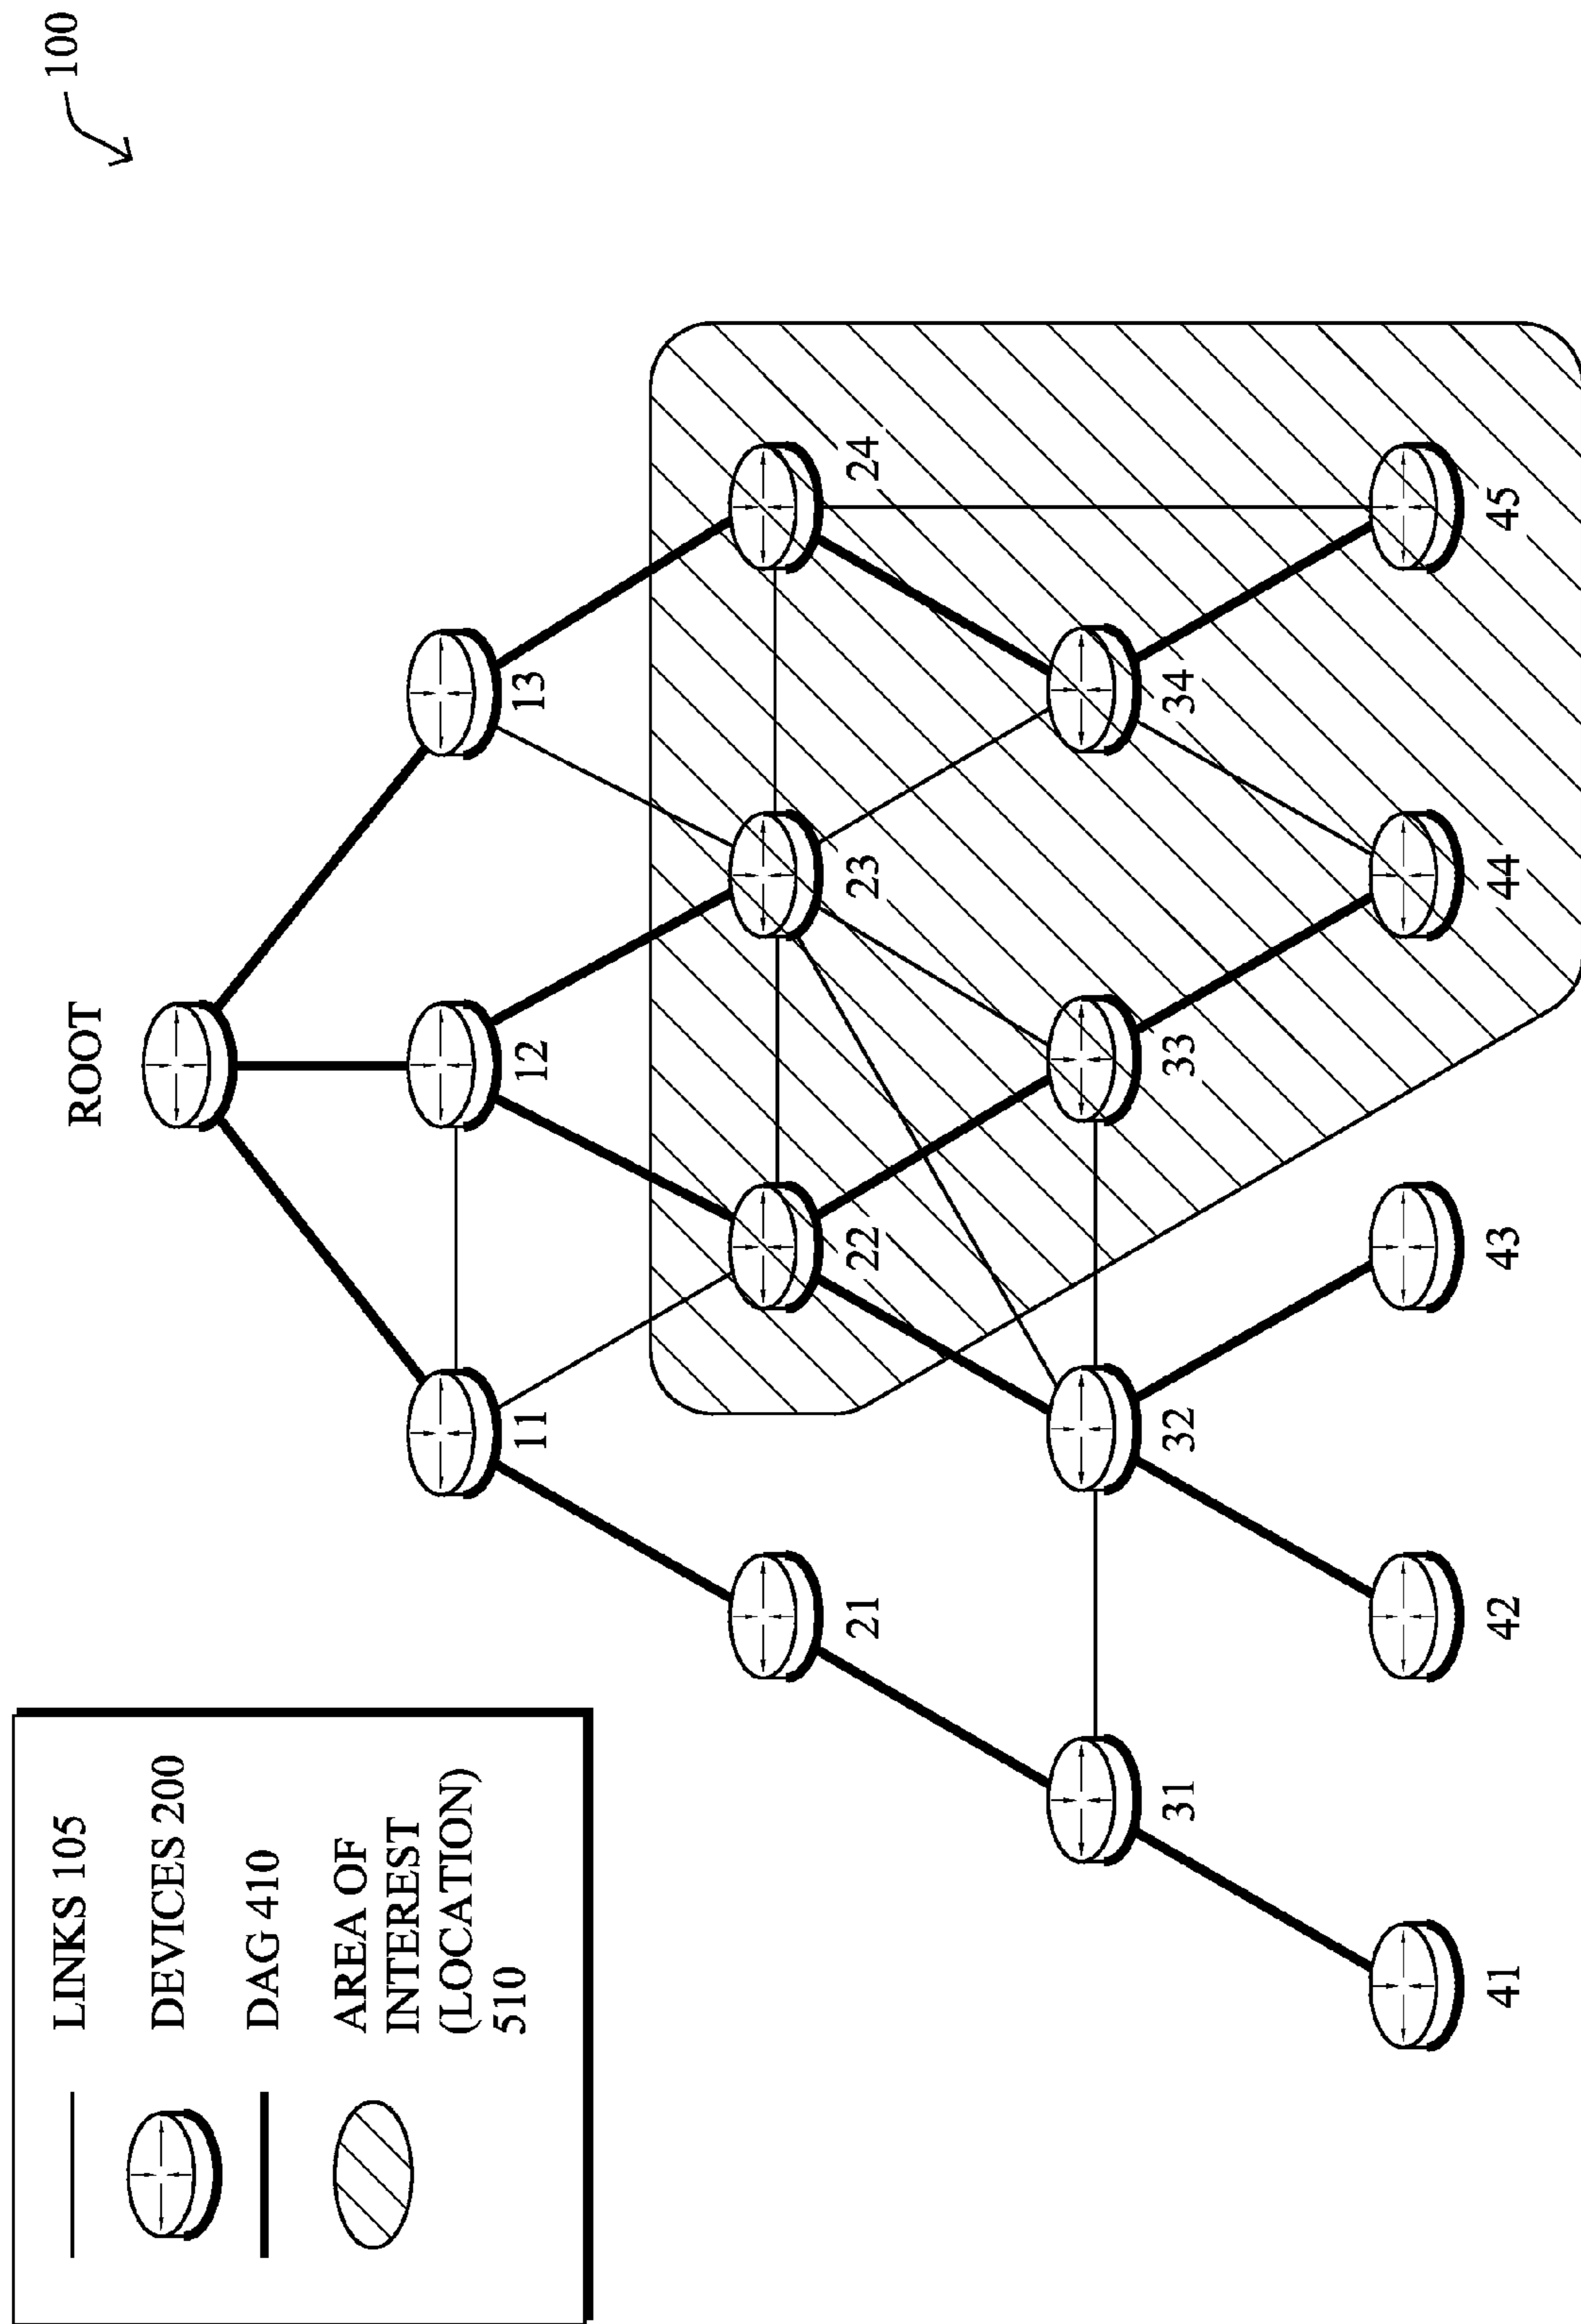 100
LINKS 105
DEVICES 200
DAG 410
AREA OF
INTEREST
(LOCATION)
510
ROOT
11
12
13
21
22
23
24
31
32
33
34
41
42
43
44
45